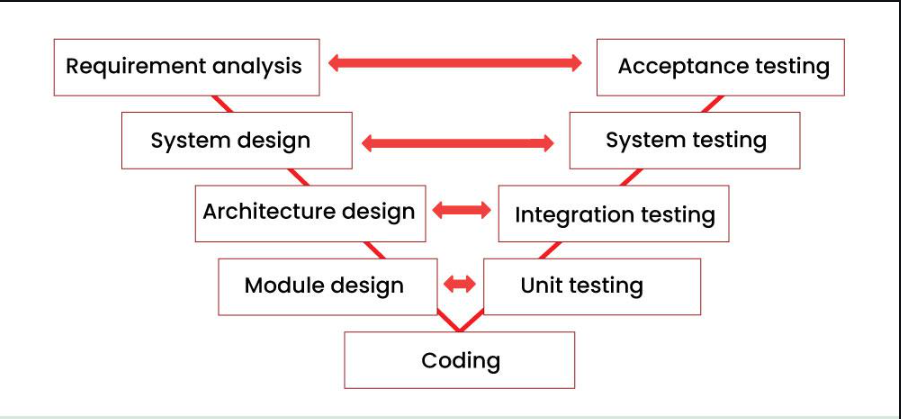 Requirement analysis
Acceptance testing
System design
System testing
Architecture design
Integration testing
Module design
Unit testing
Coding